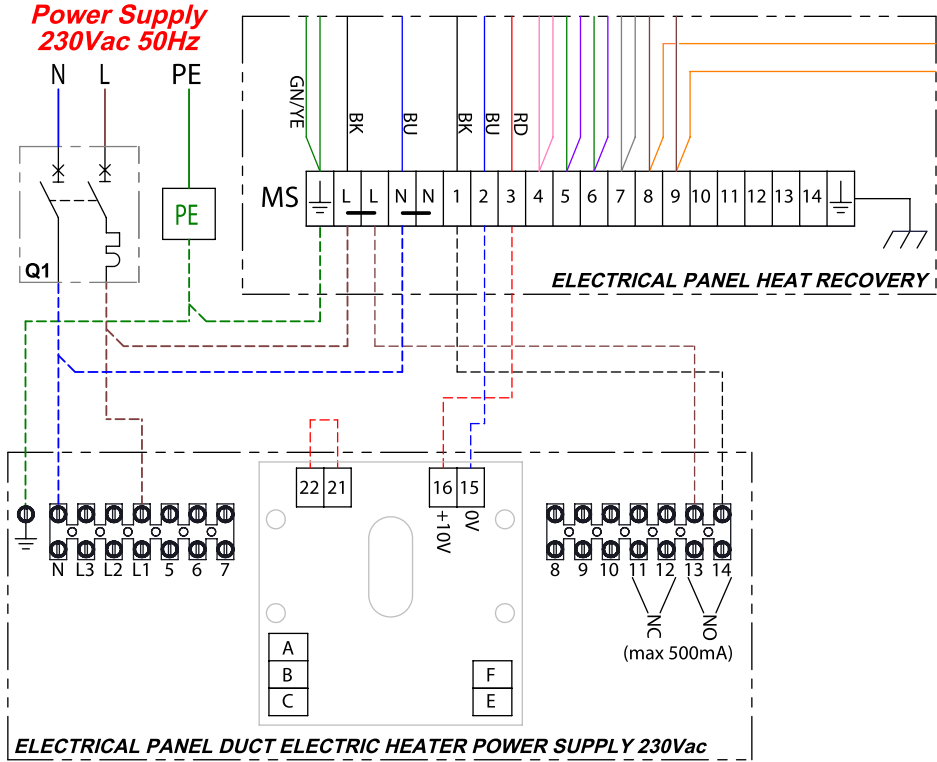 Power Supply
230Vac 50Hz
N L PE
GN/YE BK BU BK BU RD
MS L L N N 1 2 3 4 5 6 7 8 9 10 11 12 13 14
PE
Q1
ELECTRICAL PANEL HEAT RECOVERY
22 21 16 15
+10V 0V
N L3 L2 L1 5 6 7
8 9 10 11 12 13 14
NC NO
(max 500mA)
A
B
C
F
E
ELECTRICAL PANEL DUCT ELECTRIC HEATER POWER SUPPLY 230Vac